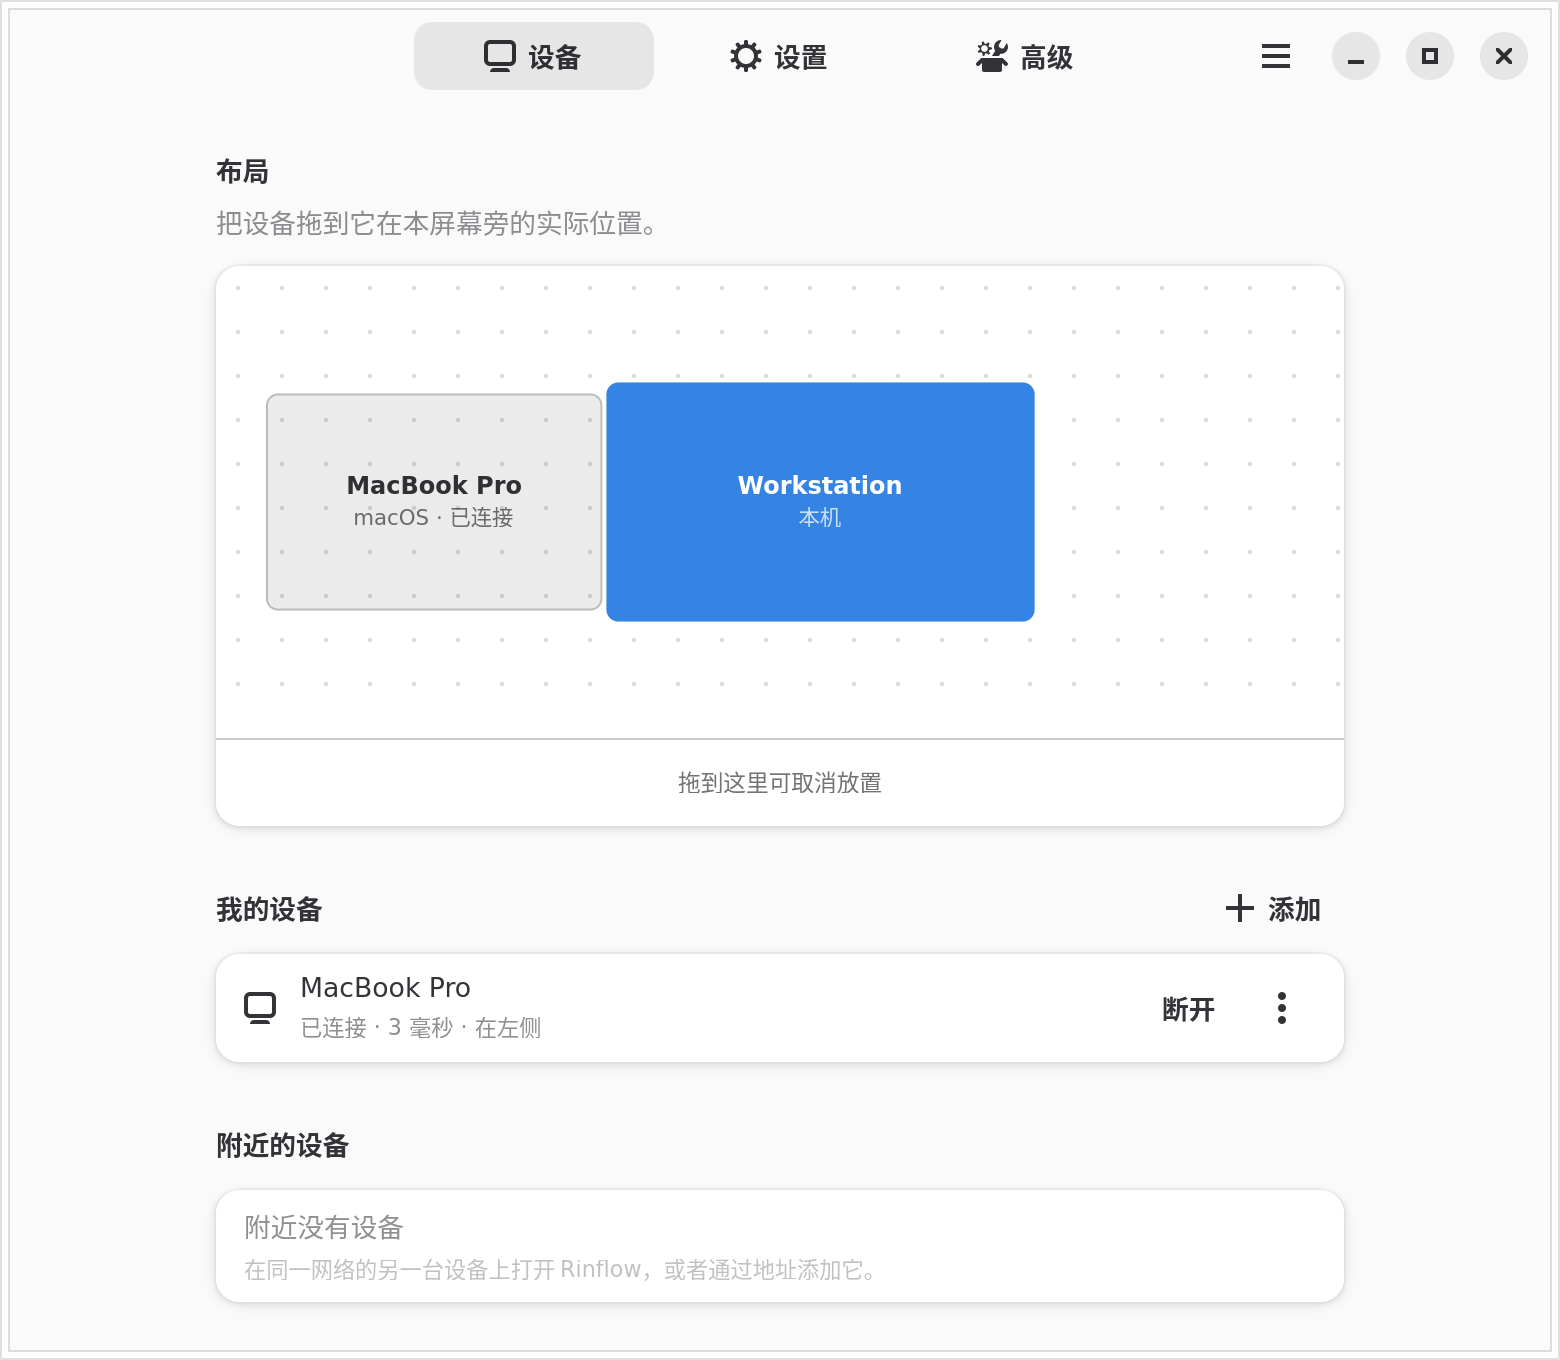 设备
设置
高级
布局
把设备拖到它在本屏幕旁的实际位置。
MacBook Pro
macOS · 已连接
Workstation
本机
拖到这里可取消放置
我的设备
添加
MacBook Pro
已连接 · 3 毫秒 · 在左侧
断开
附近的设备
附近没有设备
在同一网络的另一台设备上打开 Rinflow，或者通过地址添加它。